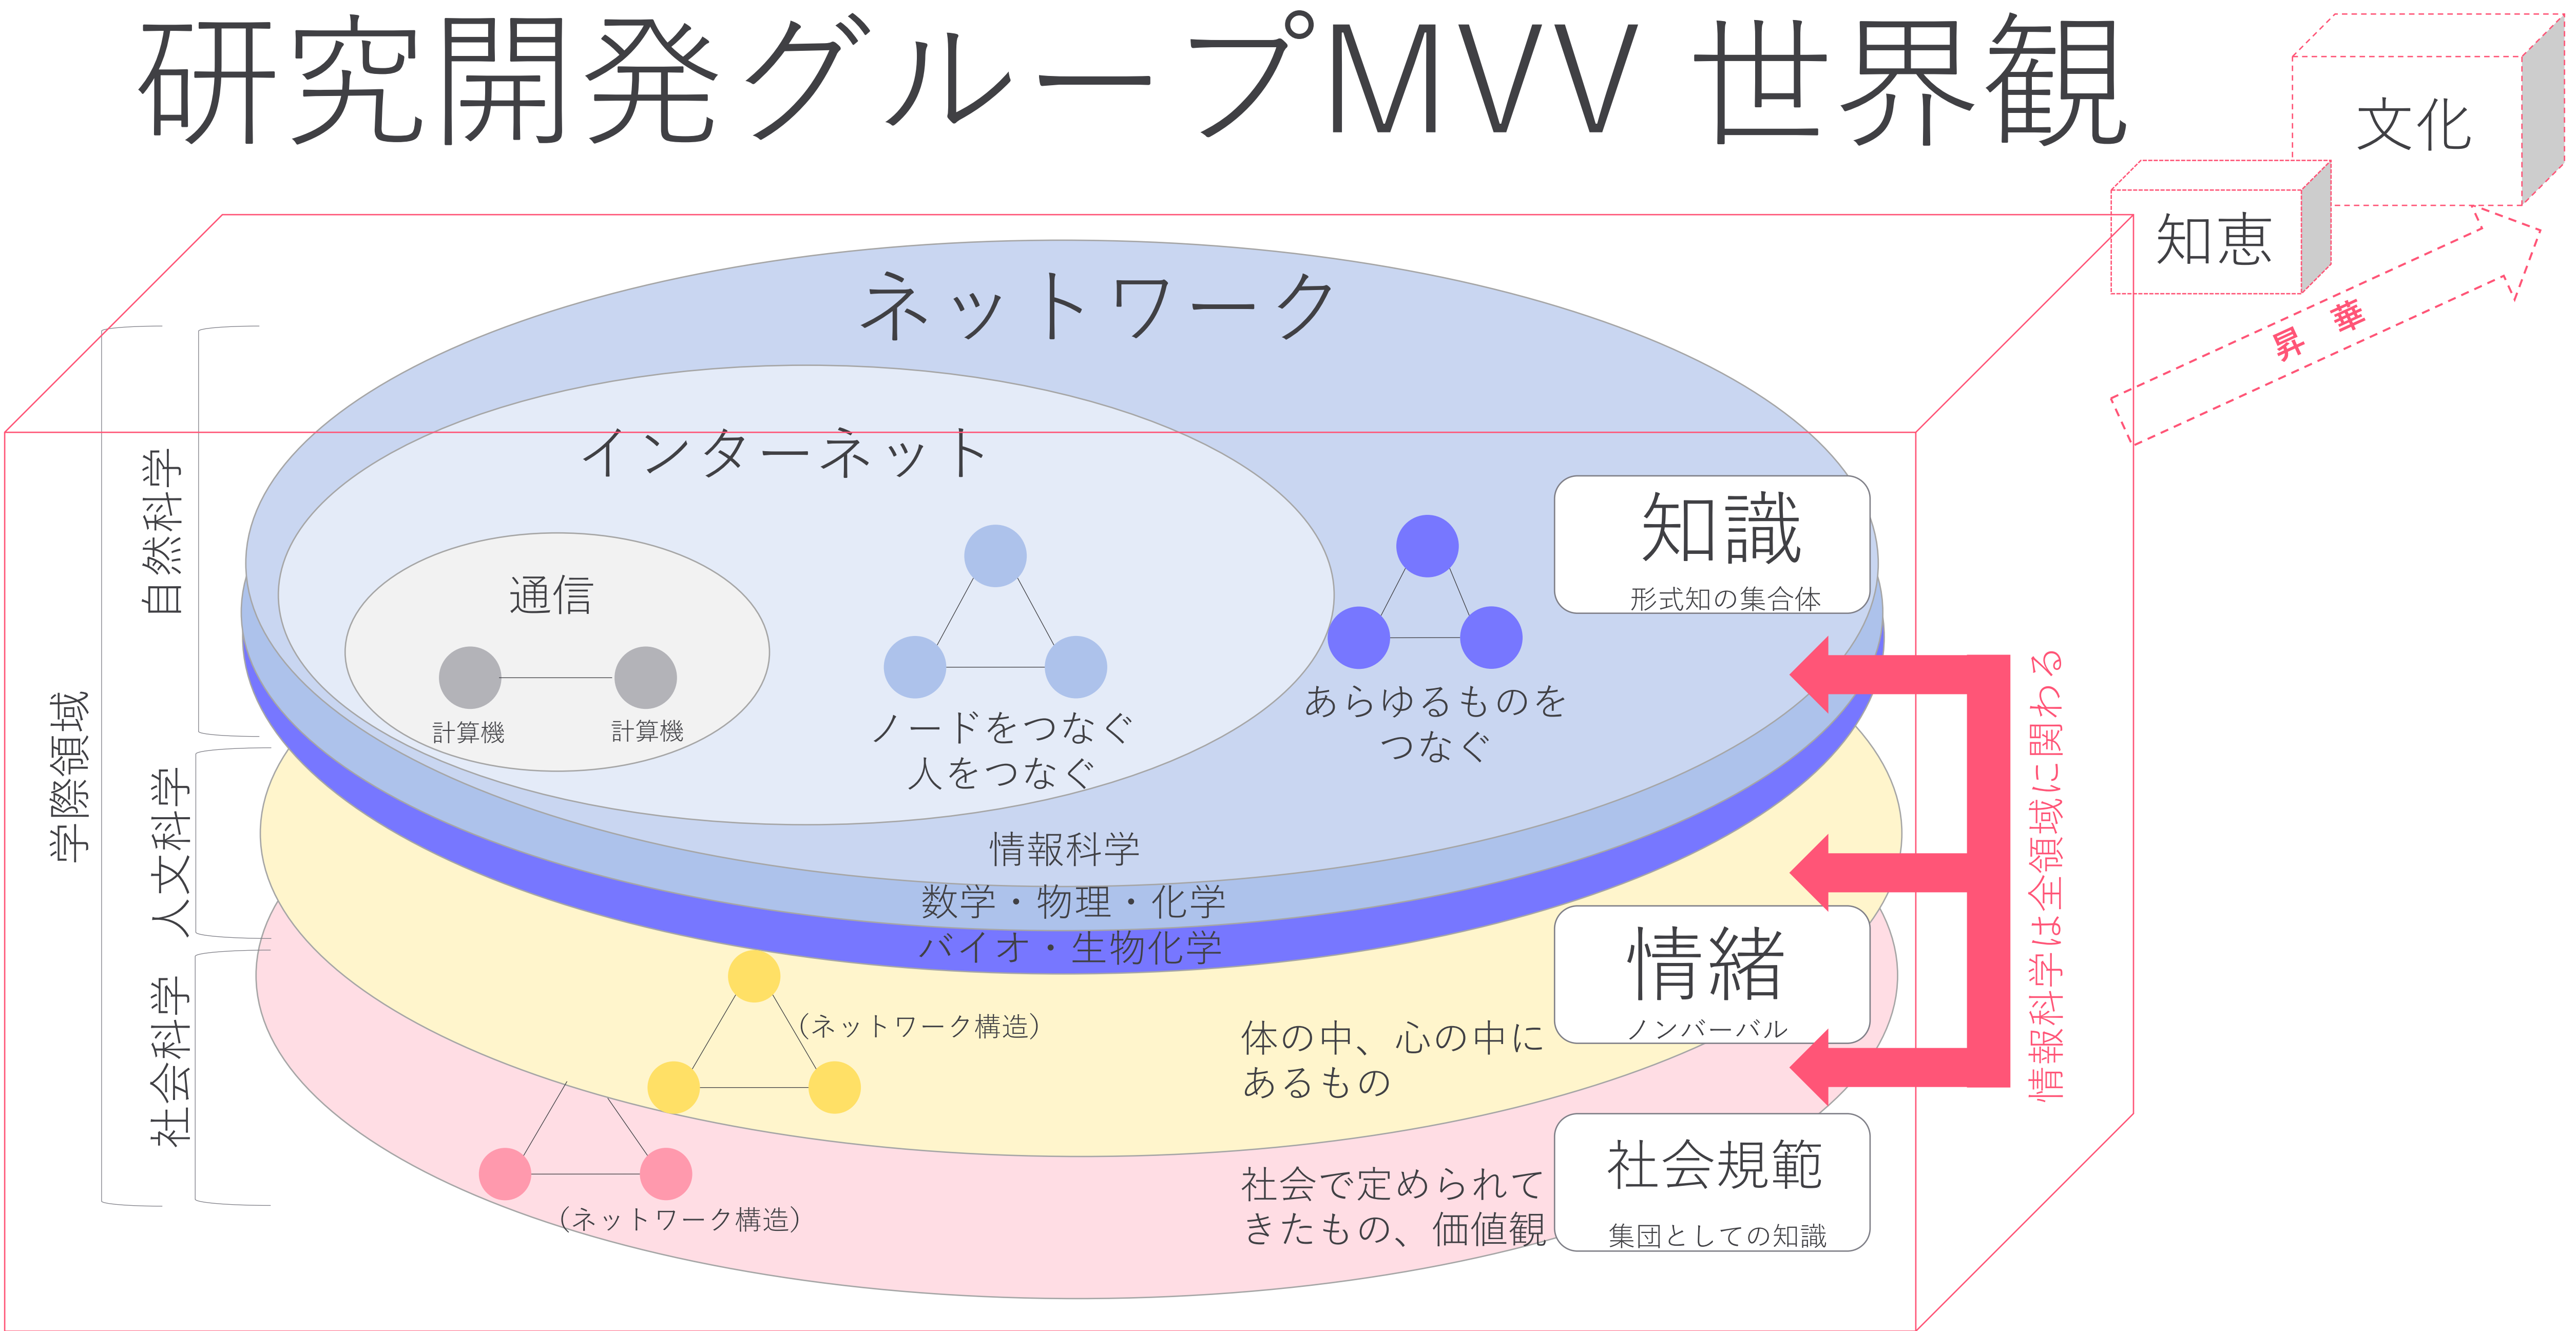 研究開発グループMVV 世界観
文化
知恵
昇 華
ネットワーク
インターネット
通信
計算機
計算機
ノードをつなぐ
人をつなぐ
あらゆるものを
つなぐ
知識
形式知の集合体
情報科学
数学・物理・化学
バイオ・生物化学
学際領域
自然科学
人文科学
社会科学
(ネットワーク構造)
体の中、心の中に
あるもの
情緒
ノンバーバル
(ネットワーク構造)
社会で定められて
きたもの、価値観
社会規範
集団としての知識
情報科学は全領域に関わる